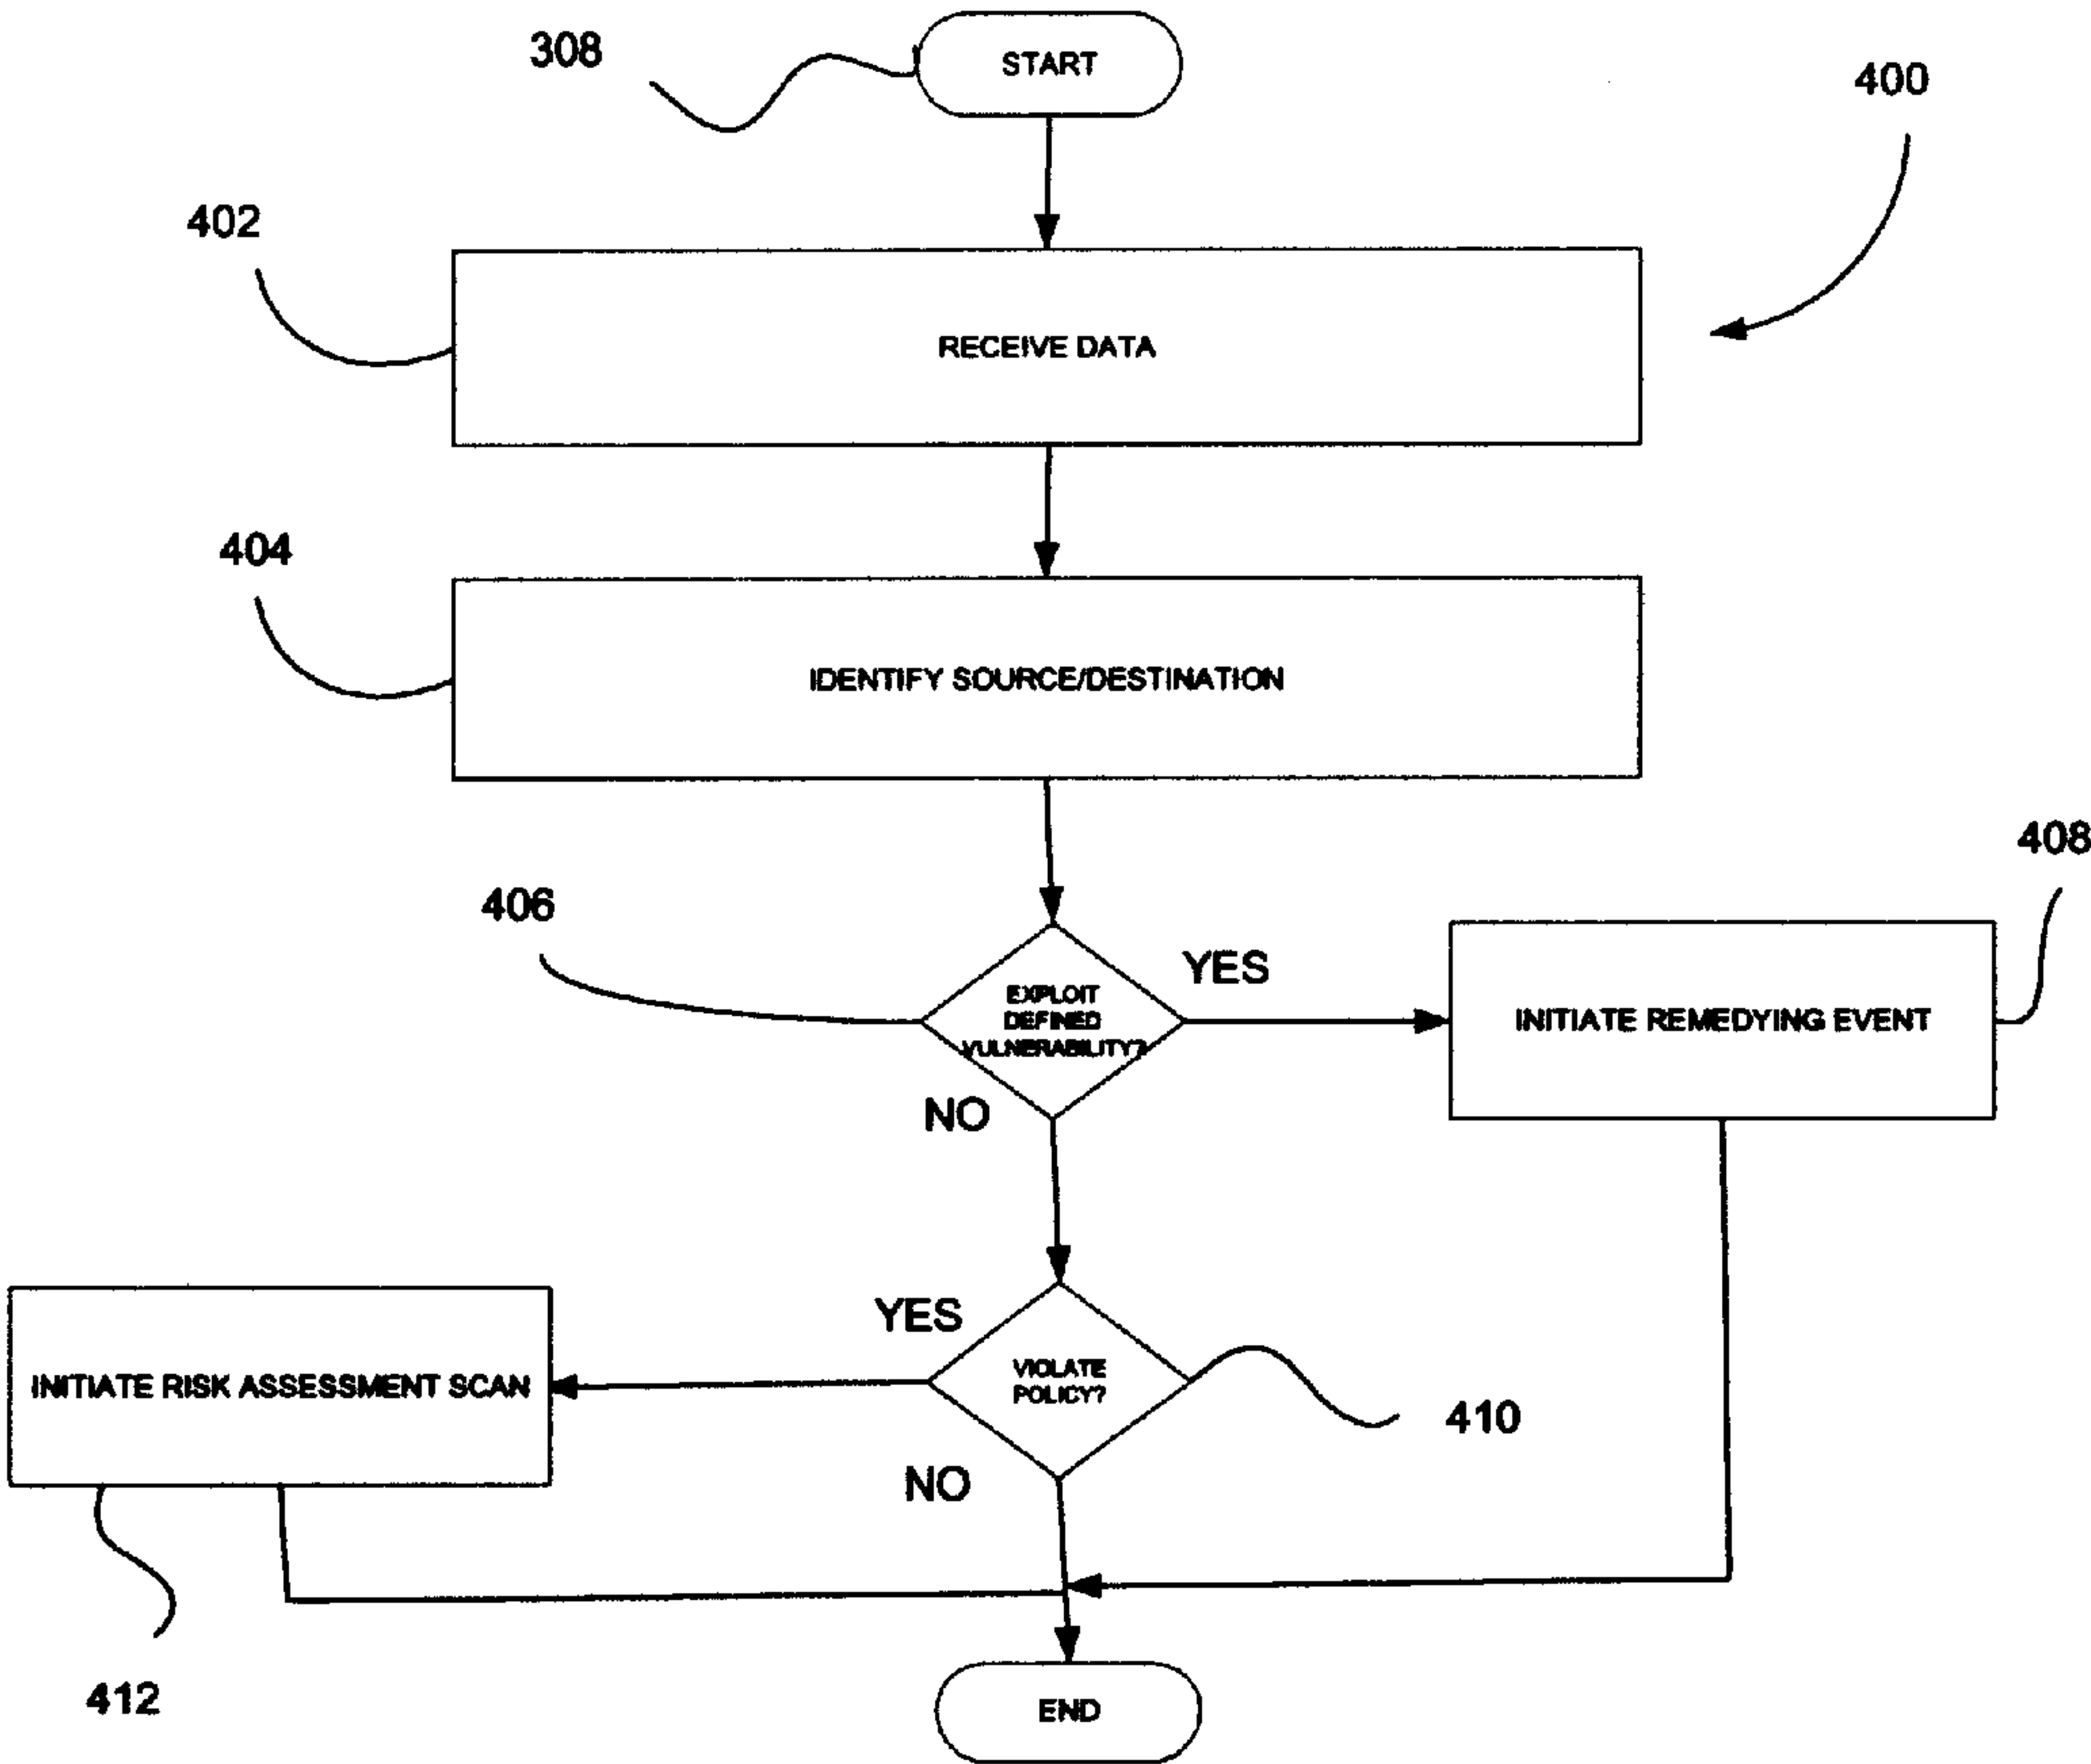 308
START
400
402
RECEIVE DATA
404
IDENTIFY SOURCE/DESTINATION
408
406
YES
EXPLOIT
DEFINED
VULNERABILITY?
INITIATE REMEDYING EVENT
NO
YES
INITIATE RISK ASSESSMENT SCAN
VIOLATE
POLICY?
410
NO
412
END